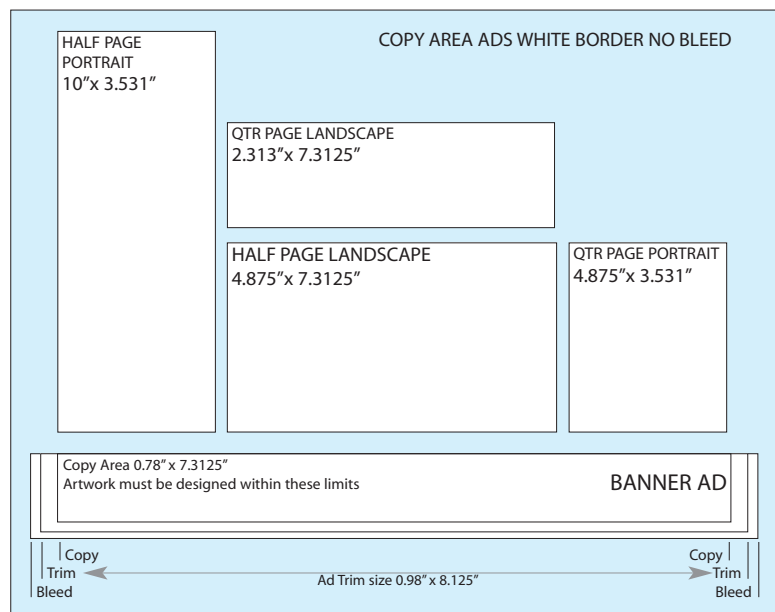 HALF PAGE
PORTRAIT
10”x 3.531”
COPY AREA ADS WHITE BORDER NO BLEED
QTR PAGE LANDSCAPE
2.313”x 7.3125”
HALF PAGE LANDSCAPE
4.875”x 7.3125”
QTR PAGE PORTRAIT
4.875”x 3.531”
Copy Area 0.78” x 7.3125”
Artwork must be designed within these limits
BANNER AD
Copy
Trim
Bleed
Ad Trim size 0.98” x 8.125”
Copy
Trim
Bleed